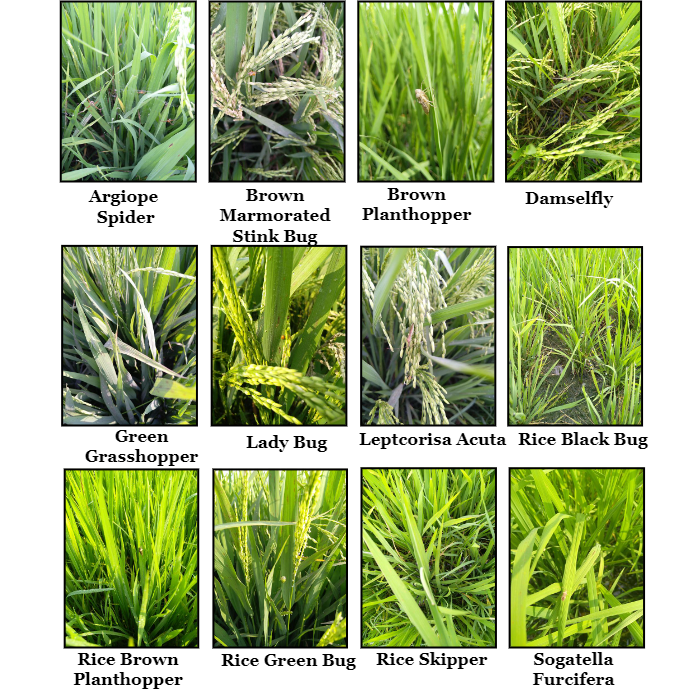 Argiope
Spider
Brown
Marmorated
Stink Bug
Brown
Planthopper
Damselfly
Green
Grasshopper
Lady Bug
Leptcorisa Acuta
Rice Black Bug
Rice Brown
Planthopper
Rice Green Bug
Rice Skipper
Sogatella
Furcifera